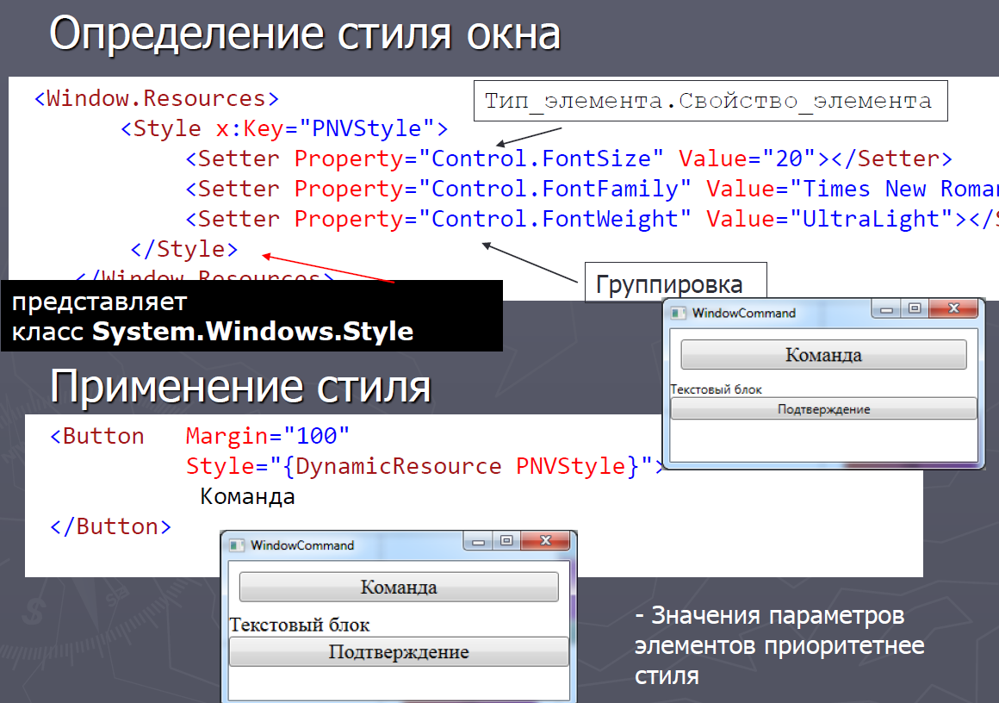 Определение стиля окна
<Window.Resources>
Тип_элемента.Свойство_элемента
<Style x:Key="PNVStyle">
<Setter Property="Control.FontSize" Value="20"></Setter>
<Setter Property="Control.FontFamily" Value="Times New Roman
<Setter Property="Control.FontWeight" Value="UltraLight"></S
</Style>
</Window.Resources>
Группировка
представляет
класс System.Windows.Style
WindowCommand
Команда
Текстовый блок
Подтверждение
Применение стиля
<Button Margin="100"
Style="{DynamicResource PNVStyle}">
Команда
</Button>
WindowCommand
Команда
Текстовый блок
Подтверждение
- Значения параметров
элементов приоритетнее
стиля